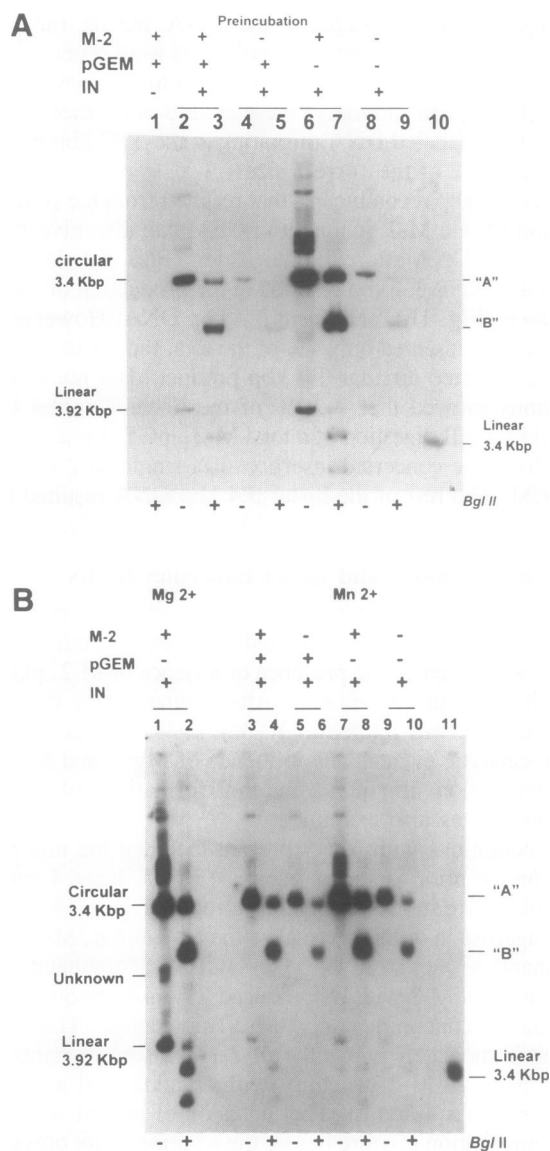 A
Preincubation
M-2 + + - + -
pGEM + + + - -
IN - + + + +
1 2 3 4 5 6 7 8 9 10
circular
3.4 Kbp
"A"
"B"
Linear
3.92 Kbp
Linear
3.4 Kbp
+ - + - + - + - + Bgl II
B
Mg 2+ Mn 2+
M-2 + + - + -
pGEM - + + - -
IN + + + + +
1 2 3 4 5 6 7 8 9 10 11
Circular
3.4 Kbp
"A"
"B"
Unknown
Linear
3.92 Kbp
Linear
3.4 Kbp
- + - + - + - + - + Bgl II